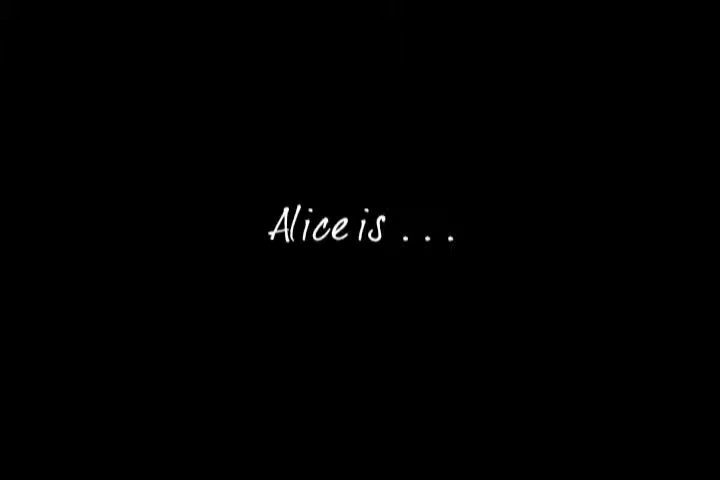 Alice is . . .